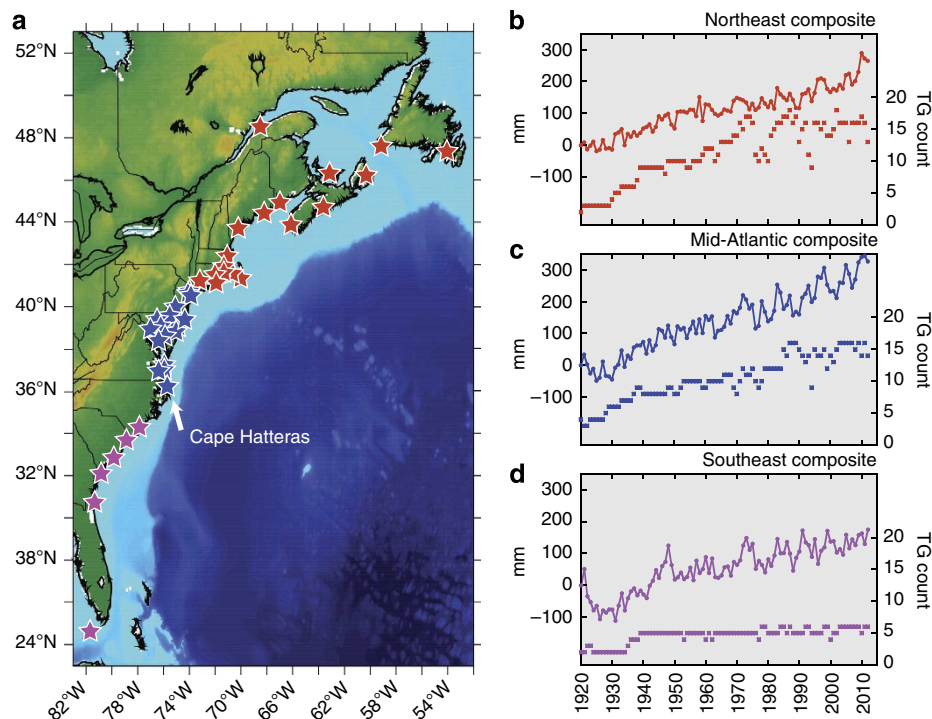 a
52°N
48°N
44°N
40°N
36°N
32°N
38°N
24°N
82°W
78°W
74°W
70°W
66°W
62°W
58°W
54°W
Cape Hatteras
b
Northeast composite
300
200
100
0
−100
mm
20
15
10
5
0
TG count
c
Mid-Atlantic composite
300
200
100
0
−100
mm
20
15
10
5
0
TG count
d
Southeast composite
300
200
100
0
−100
mm
20
15
10
5
0
TG count
1920
1930
1940
1950
1960
1970
1980
1990
2000
2010